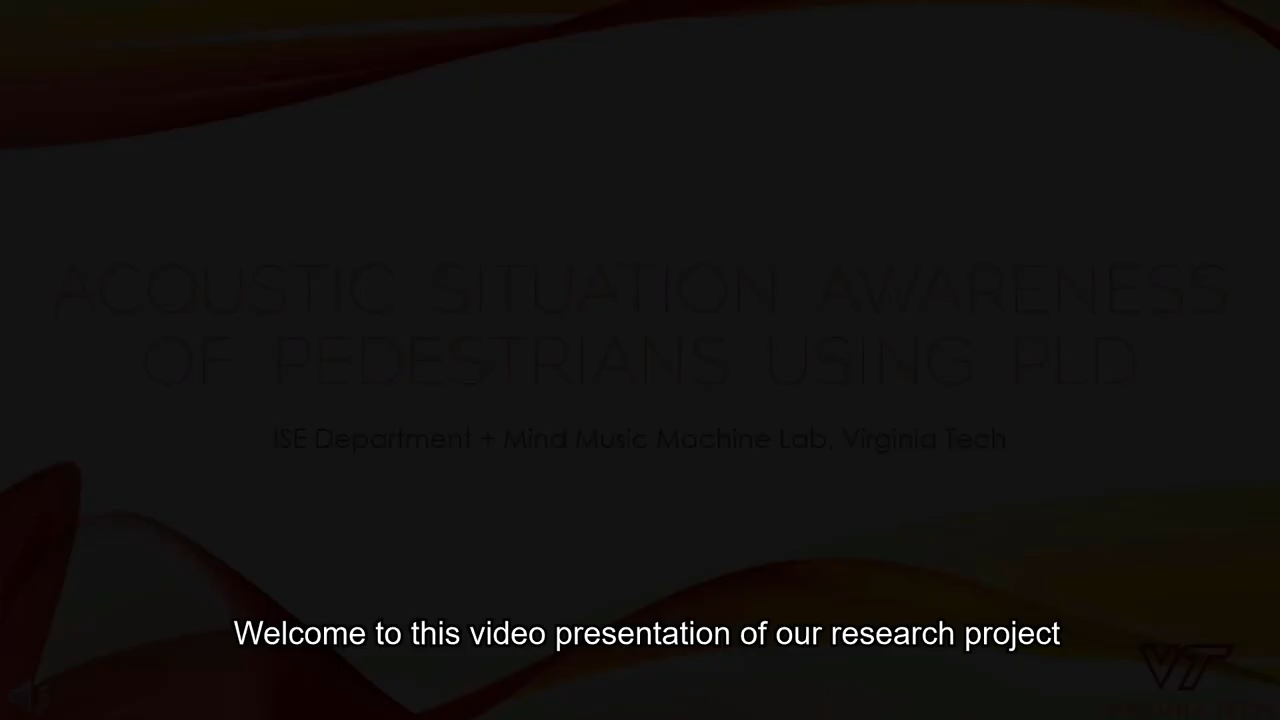 ACOUSTIC SITUATION AWARENESS
OF PEDESTRIANS USING PLD
ISE Department + Mind Music Machine Lab, Virginia Tech
Welcome to this video presentation of our research project
VT